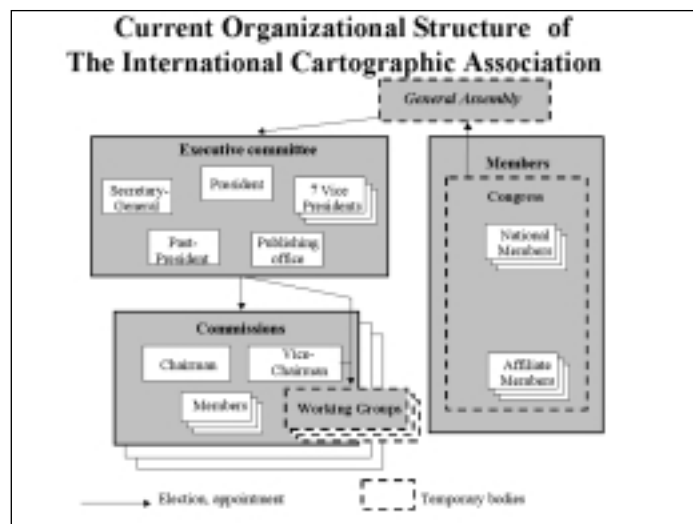 Current Organizational Structure of
The International Cartographic Association
General Assembly
Executive committee
Secretary-
General
President
7 Vice
Presidents
Past-
President
Publishing
office
Members
Congress
National
Members
Affiliate
Members
Commissions
Chairman
Vice-
Chairman
Members
Working Groups
Election, appointment
Temporary bodies